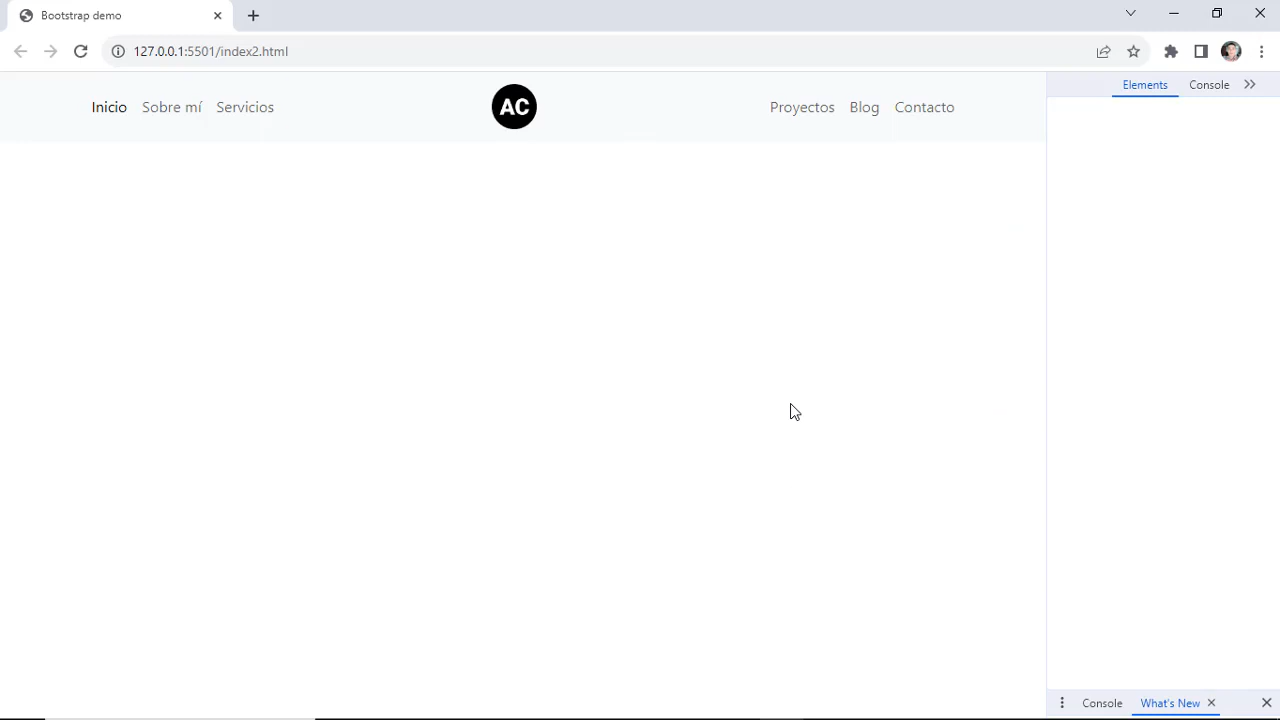 Bootstrap demo
127.0.0.1:5501/index2.html
Inicio Sobre mí Servicios AC Proyectos Blog Contacto
Elements Console
Console What's New